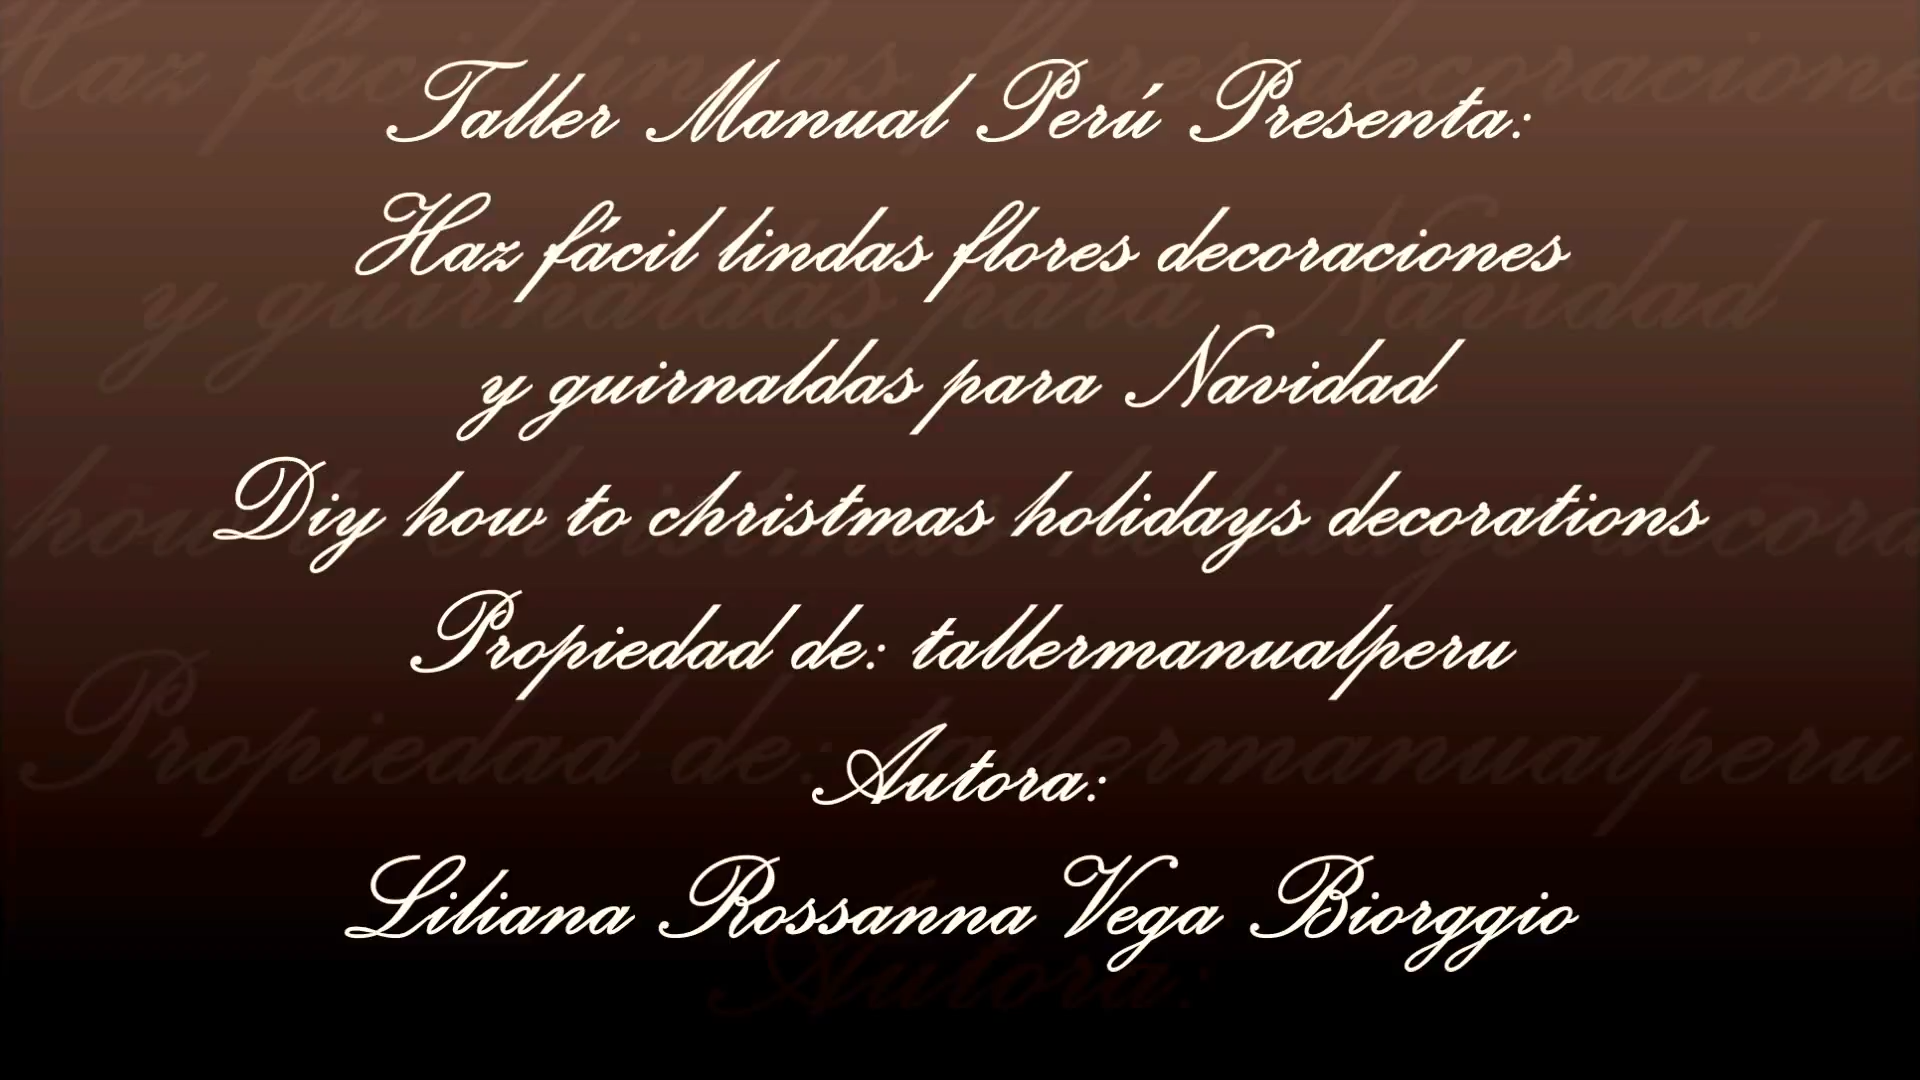 Taller Manual Perú Presenta:
Haz fácil lindas flores decoraciones
y guirnaldas para Navidad
Diy how to christmas holidays decorations
Propiedad de: tallermanualperu
Autora:
Liliana Rossanna Vega Biorggio